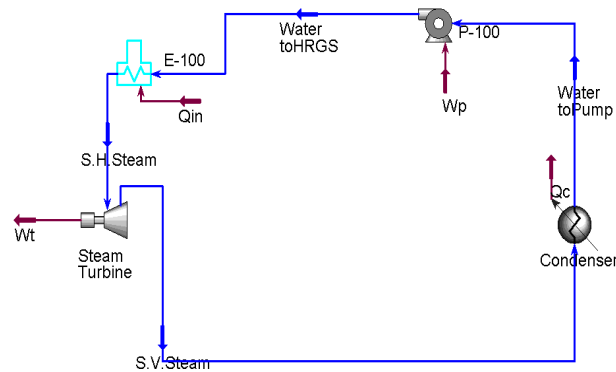 Water
toHRGS
P-100
E-100
Wp
Water
toPump
Qin
S.H.Steam
Qc
Wt
Steam
Turbine
Condenser
S.V.Steam